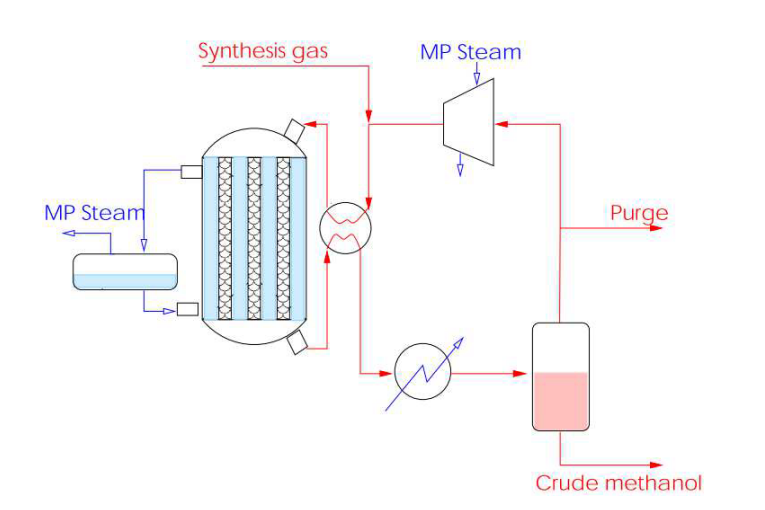 Synthesis gas
MP Steam
MP Steam
Purge
Crude methanol